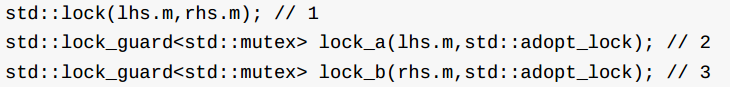 std::lock(lhs.m,rhs.m); // 1
std::lock_guard<std::mutex> lock_a(lhs.m,std::adopt_lock); // 2
std::lock_guard<std::mutex> lock_b(rhs.m,std::adopt_lock); // 3